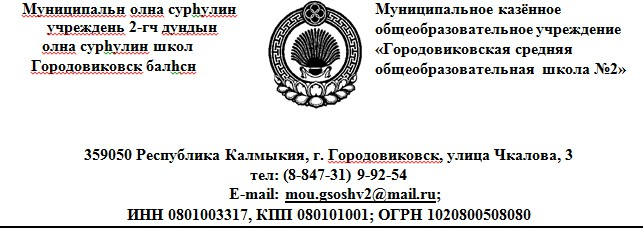 Муниципальн олна сурһулин
учреждень 2-гч дундын
олна сурһулин школ
Городовиковск балһсн
Муниципальное казённое
общеобразовательное учреждение
«Городовиковская средняя
общеобразовательная школа №2»
359050 Республика Калмыкия, г. Городовиковск, улица Чкалова, 3
тел: (8-847-31) 9-92-54
E-mail: mou.gsoshv2@mail.ru;
ИНН 0801003317, КПП 080101001; ОГРН 1020800508080